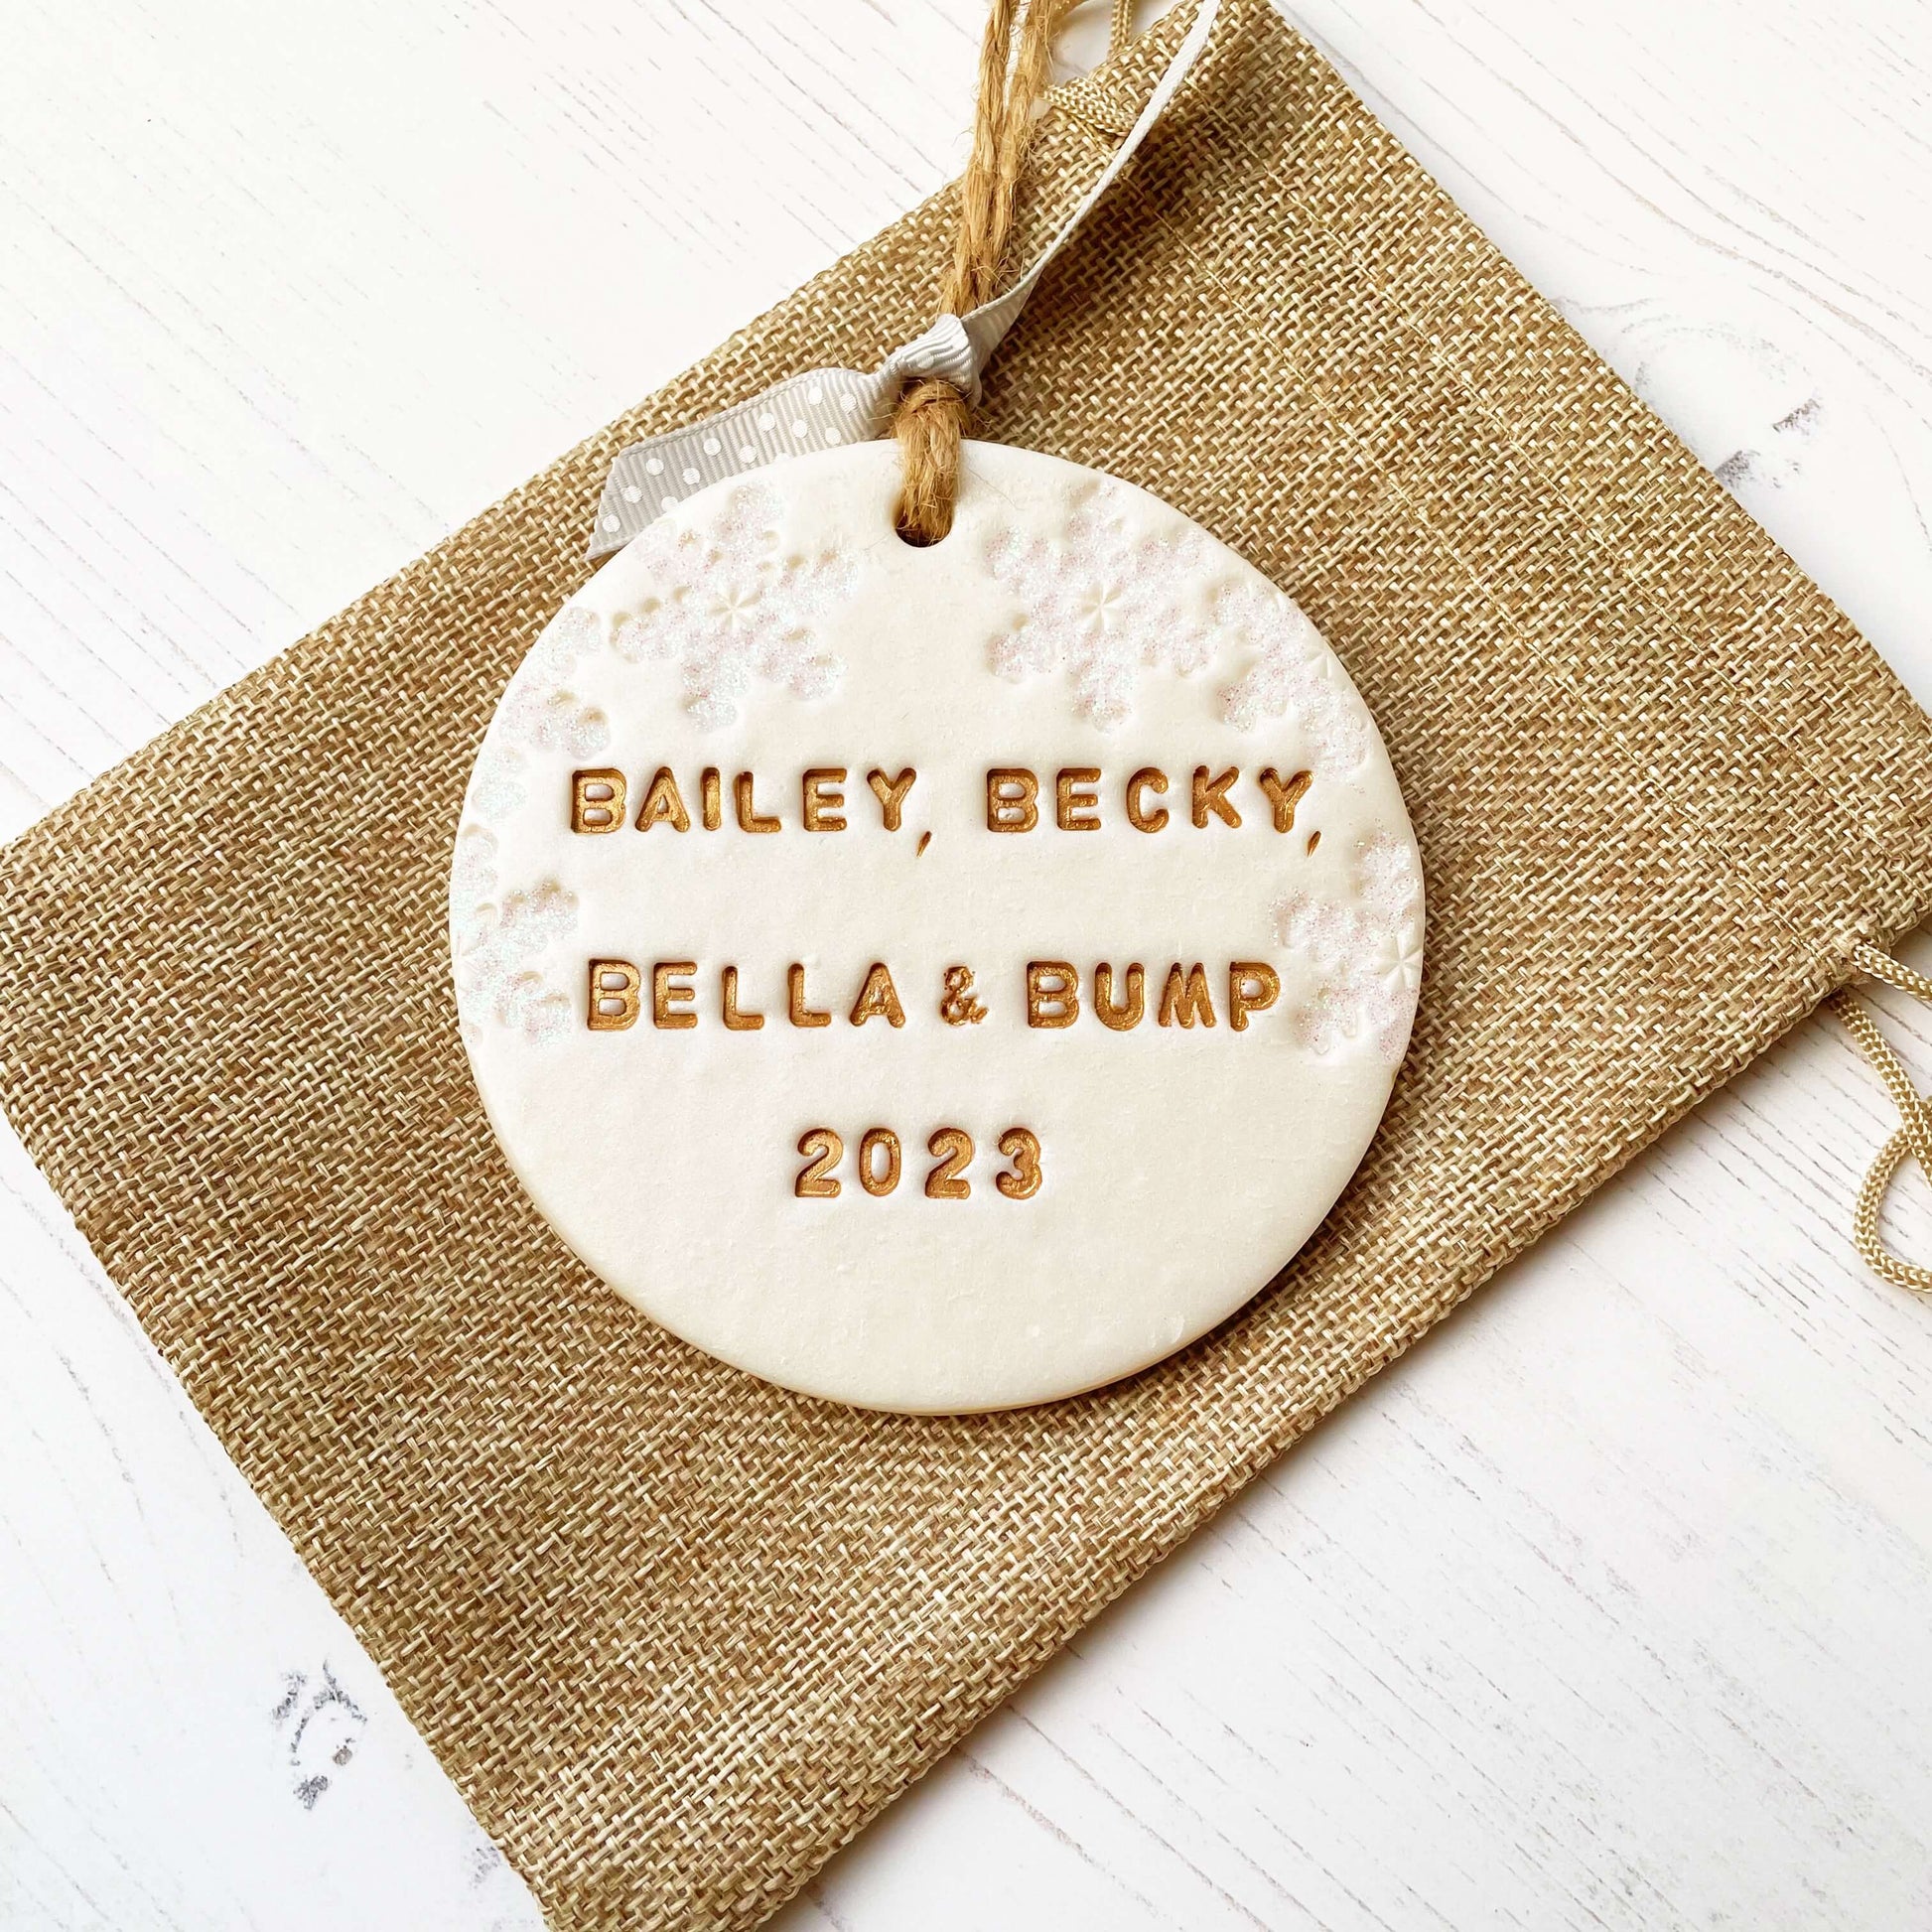 BAILEY, BECKY,
BELLA & BUMP
2023